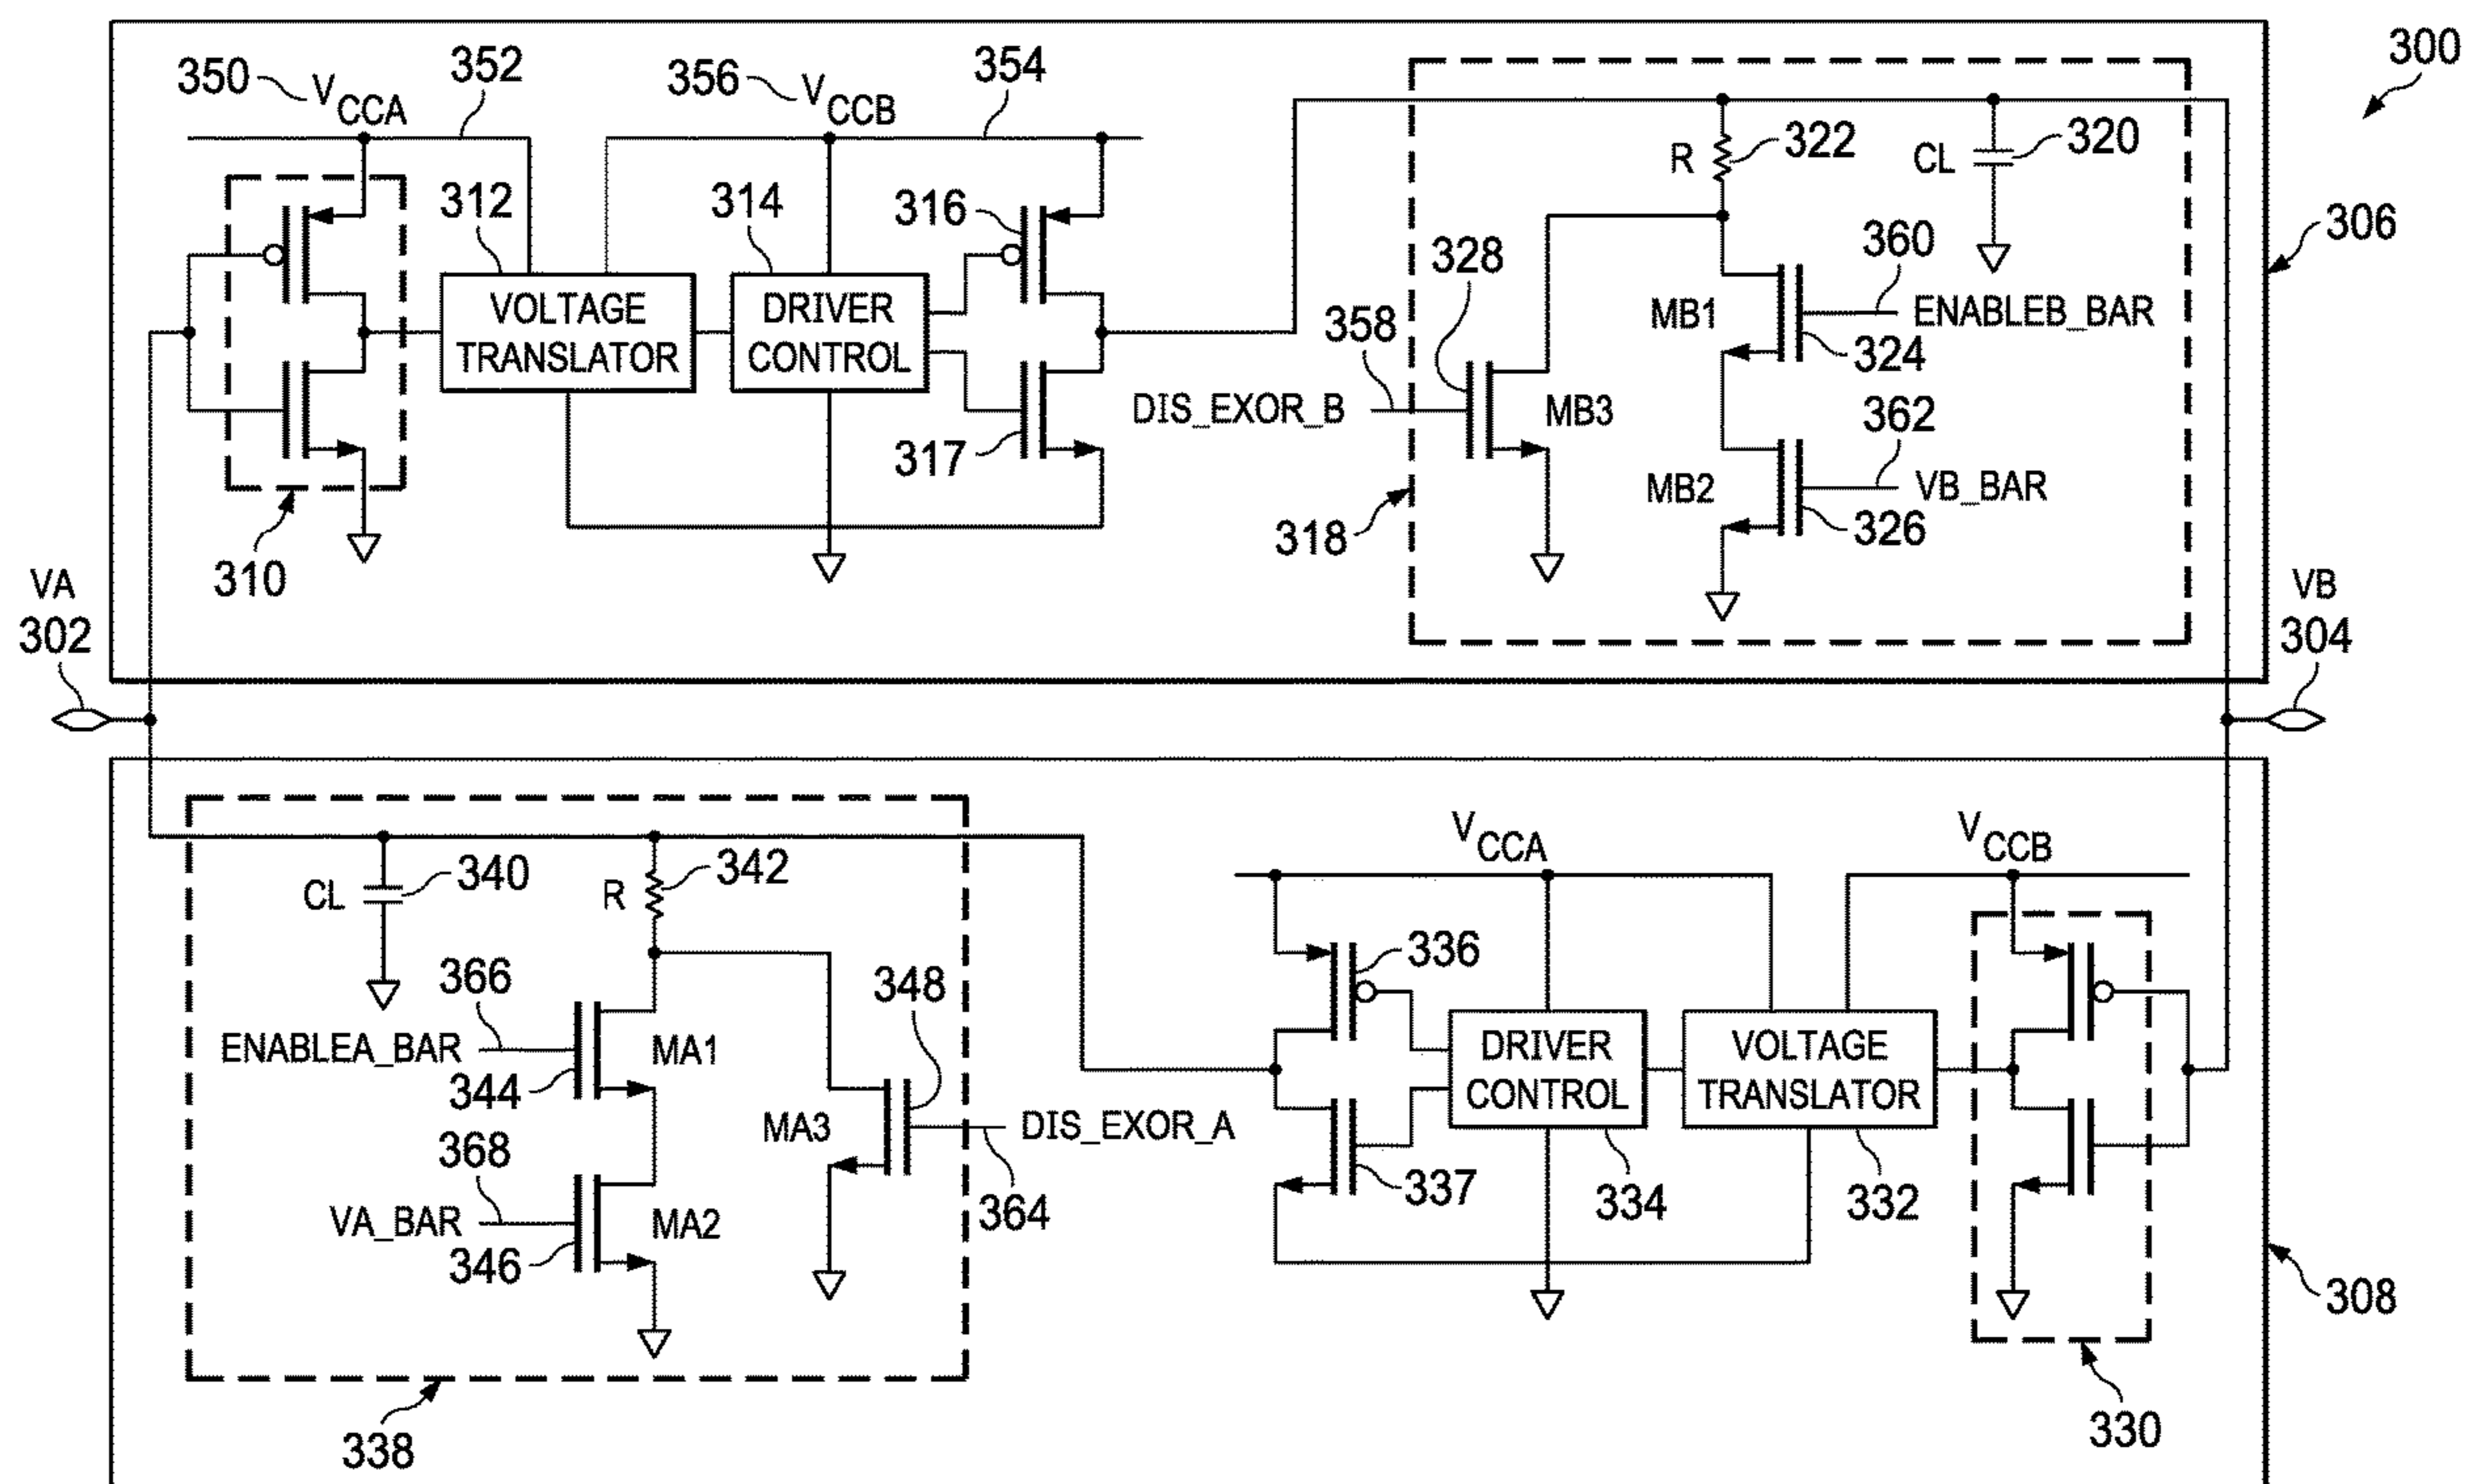 300
350 VCCA 352 356 VCCB 354
R 322 CL 320
312 314 316 306
328 360
VOLTAGE TRANSLATOR
DRIVER CONTROL
358 MB1 ENABLEB_BAR
324
DIS_EXOR_B MB3 362
317 MB2 VB_BAR
318 326
310
VA VB
302 304
VCCA VCCB
CL 340 R 342
366 348 336
ENABLEA_BAR MA1
344
DRIVER CONTROL
VOLTAGE TRANSLATOR
MA3 DIS_EXOR_A
368 364 337 334 332
VA_BAR MA2
346
308
338 330